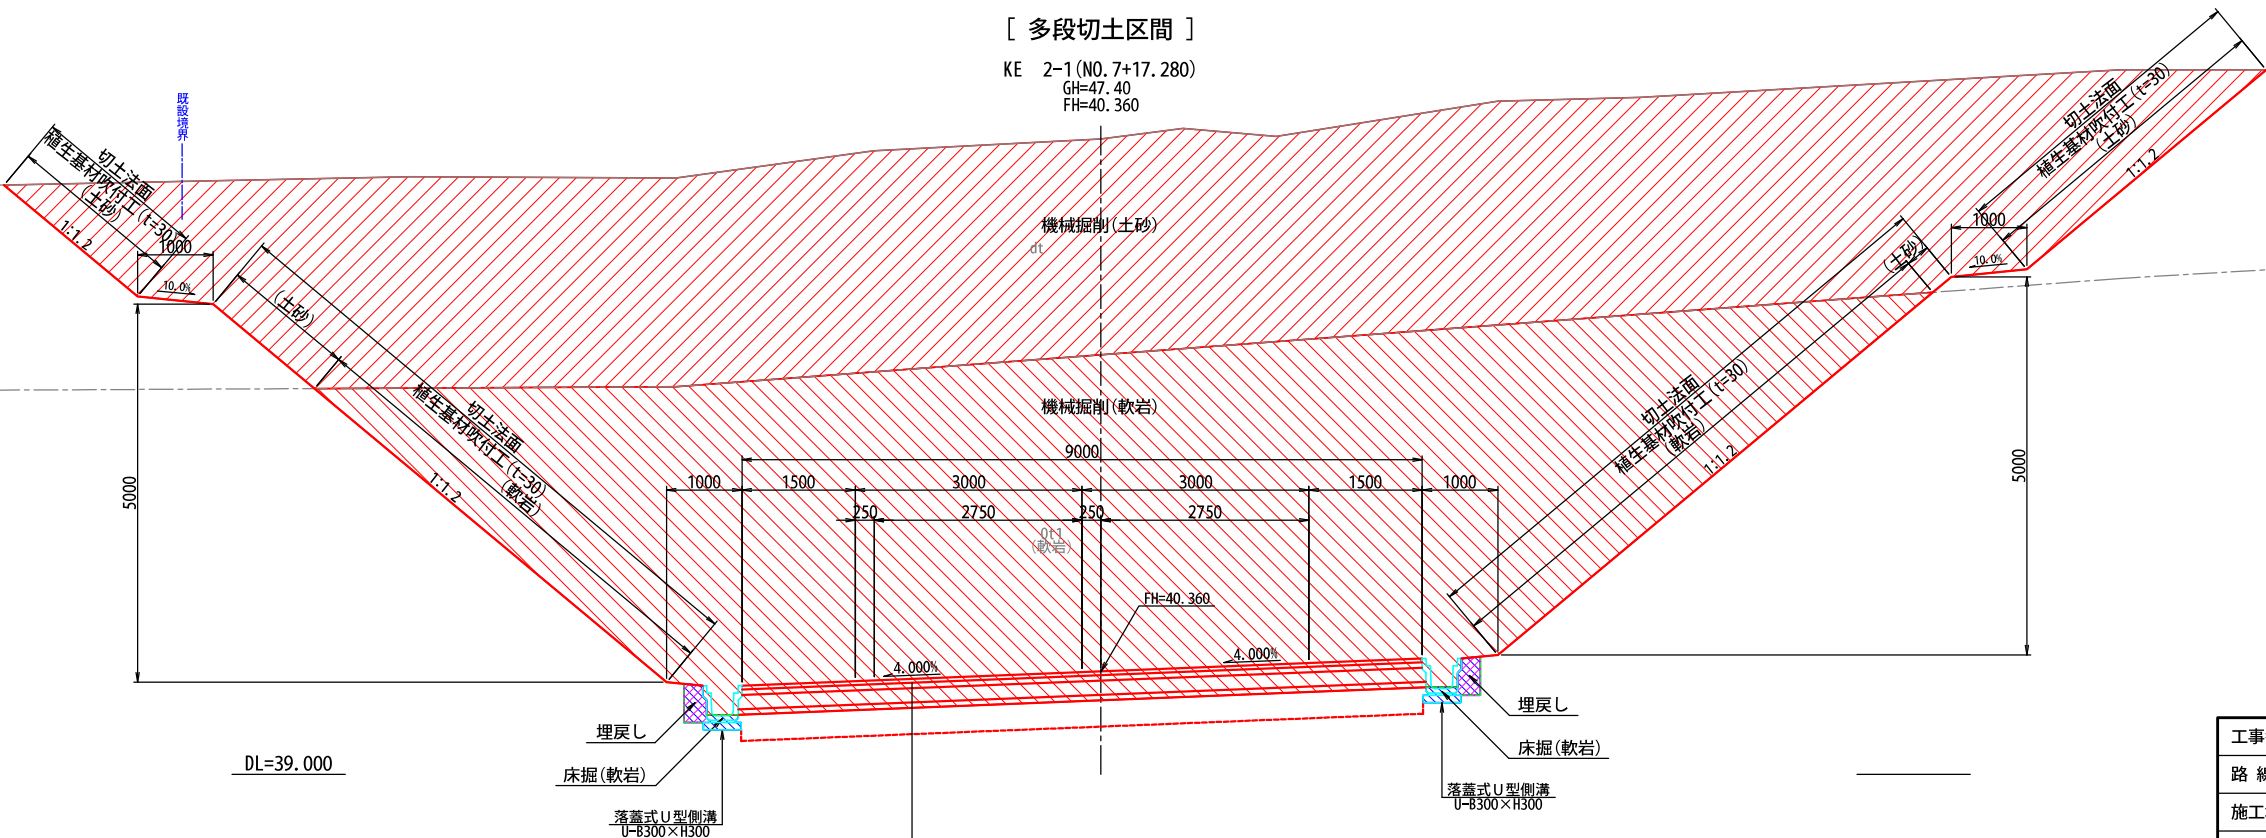 [ 多段切土区間 ]
KE 2-1(NO.7+17.280)
GH=47.40
FH=40.360
既設境界
切土法面
植生基材吹付工(t=30)
(土砂)
1:1.2
1000
10.0%
(土砂)
切土法面
植生基材吹付工(t=30)
(軟岩)
1:1.2
5000
機械掘削(土砂)
dt
機械掘削(軟岩)
9000
1000
1500
3000
3000
1500
1000
250
2750
250
2750
Qt1
(軟岩)
FH=40.360
4.000%
4.000%
切土法面
植生基材吹付工(t=30)
(土砂)
1:1.2
1000
10.0%
(土砂)
切土法面
植生基材吹付工(t=30)
(軟岩)
1:1.2
5000
埋戻し
床掘(軟岩)
落蓋式U型側溝
U-B300×H300
埋戻し
床掘(軟岩)
落蓋式U型側溝
U-B300×H300
DL=39.000
工事
路 線
施工